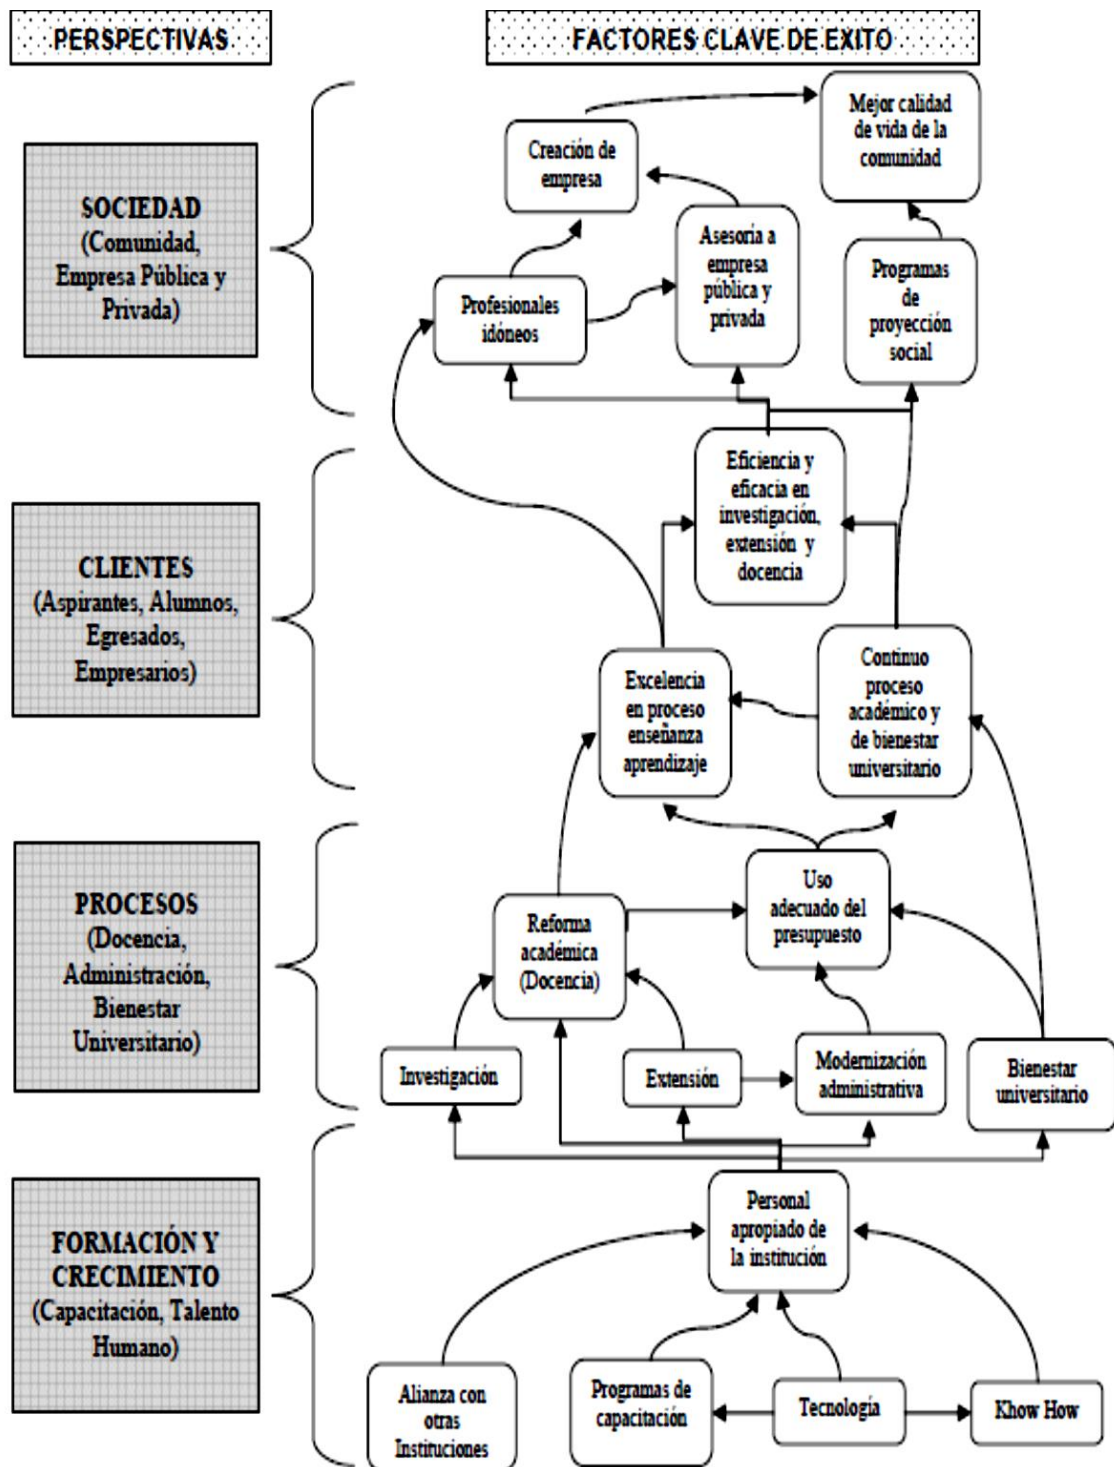 PERSPECTIVAS
FACTORES CLAVE DE EXITO
SOCIEDAD
(Comunidad,
Empresa Pública y
Privada)
Mejor calidad
de vida de la
comunidad
Creación de
empresa
Asesoría a
empresa
pública y
privada
Programas
de
proyección
social
Profesionales
idóneos
CLIENTES
(Aspirantes, Alumnos,
Egresados,
Empresarios)
Eficiencia y
eficacia en
investigación,
extensión y
docencia
Excelencia
en proceso
enseñanza
aprendizaje
Continuo
proceso
académico y
de bienestar
universitario
PROCESOS
(Docencia,
Administración,
Bienestar
Universitario)
Uso
adecuado del
presupuesto
Reforma
académica
(Docencia)
Investigación
Extensión
Modernización
administrativa
Bienestar
universitario
FORMACIÓN Y
CRECIMIENTO
(Capacitación, Talento
Humano)
Personal
apropiado de
la institución
Alianza con
otras
Instituciones
Programas de
capacitación
Tecnología
Khow How